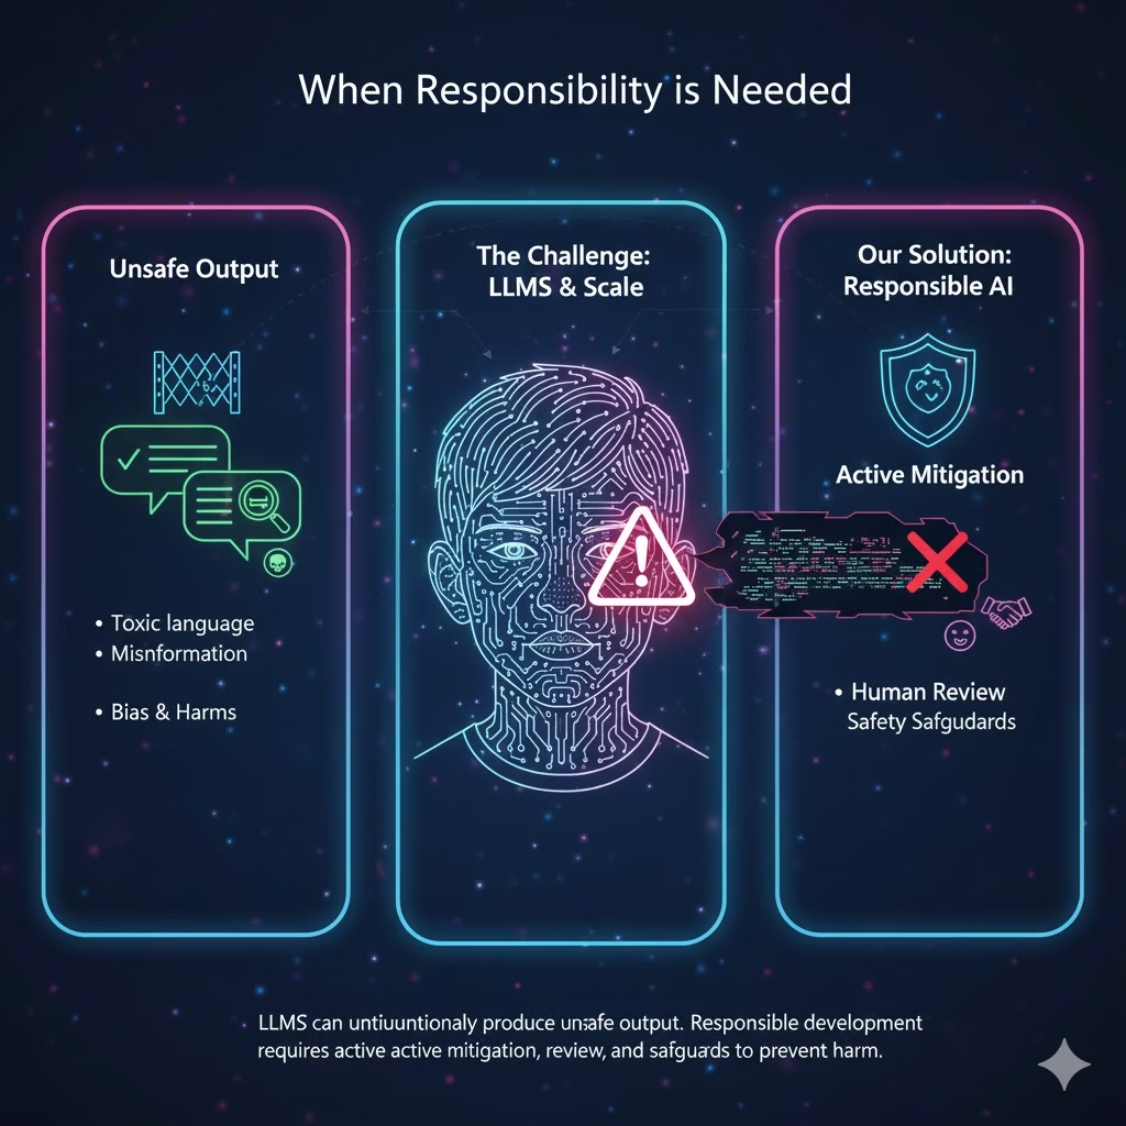 When Responsibility is Needed
Unsafe Output
• Toxic language
• Misnformation
• Bias & Harms
The Challenge:
LLMS & Scale
Our Solution:
Responsible AI
Active Mitigation
• Human Review
Safety Safgudards
LLMS can untiuuntionaly produce unsafe output. Responsible development
requires active active mitigation, review, and safguards to prevent harm.